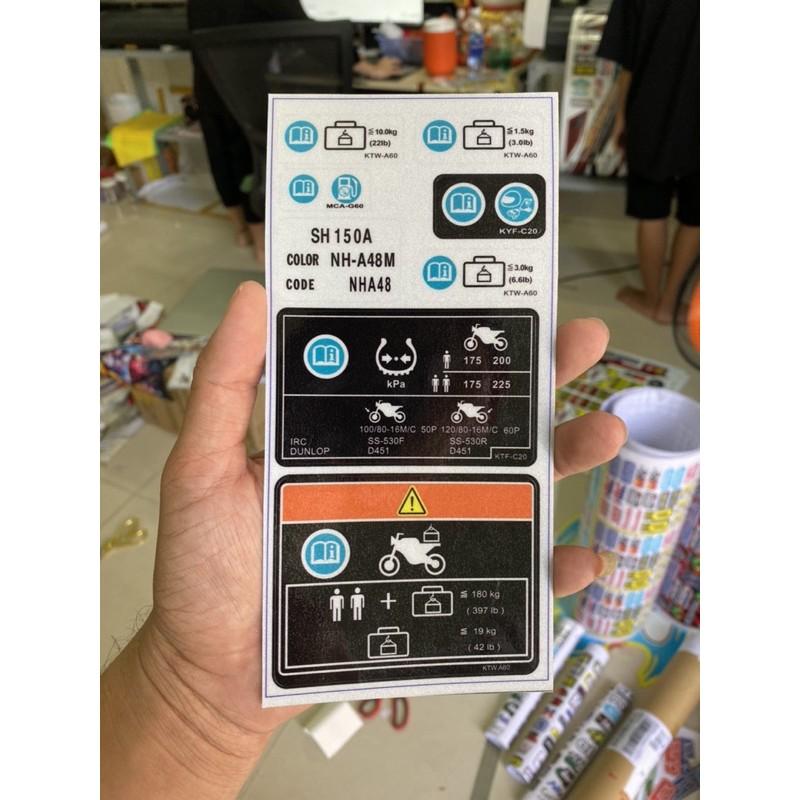 ≦10.0kg
(22lb)
KTW-A60
≦1.5kg
(3.0lb)
KTW-A60
MCA-G60
KYF-C20
SH150A
COLOR NH-A48M
CODE NHA48
≦3.0kg
(6.6lb)
KTW-A60
kPa
175 200
175 225
100/80-16M/C 50P 120/80-16M/C 60P
IRC SS-530F SS-530R
DUNLOP D451 D451
KTF-C20
≦ 180 kg
( 397 lb )
≦ 19 kg
( 42 lb )
KTW.A60